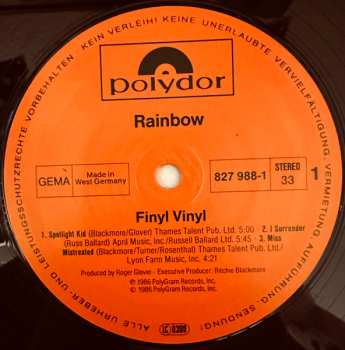 KEIN VERLEIH! KEINE UNERLAUBTE VERVIELFÄLTIGUNG, VERMIETUNG, AUFFÜHRUNG, SENDUNG!
ALLE URHEBER- UND LEISTUNGSSCHUTZRECHTE VORBEHALTEN
polydor
Rainbow
GEMA
Made in
West Germany
827 988-1
STEREO
33
1
Finyl Vinyl
1. Spotlight Kid (Blackmore/Glover) Thames Talent Pub. Ltd. 5:00 2. I Surrender
(Russ Ballard) April Music, Inc./Russell Ballard Ltd. 5:45 3. Miss
Mistreated (Blackmore/Turner/Rosenthal) Thames Talent Pub. Ltd./
Lyon Farm Music, Inc. 4:21
Produced by Roger Glover · Executive Producer: Ritchie Blackmore
℗ 1986 PolyGram Records, Inc.
© 1986 PolyGram Records, Inc.
LC 0309